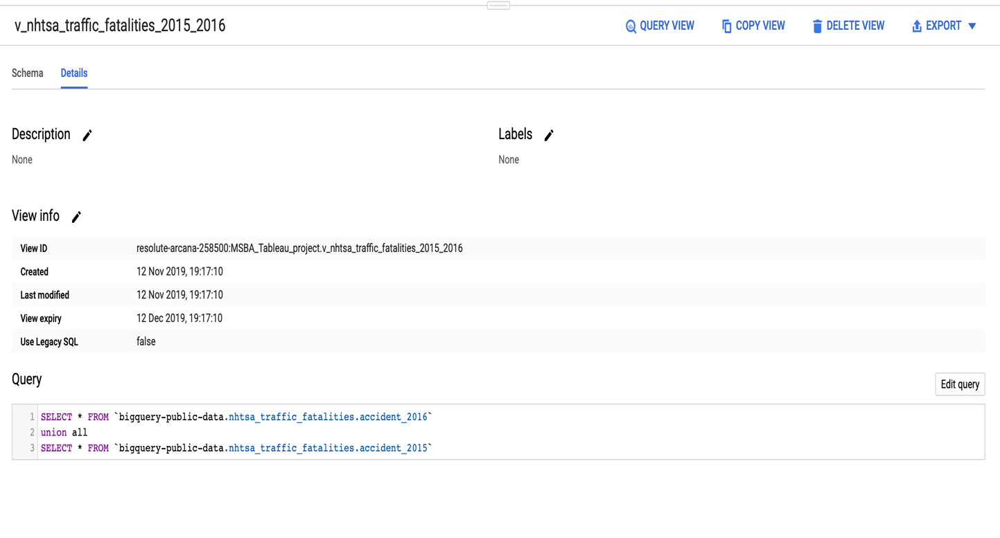 v_nhtsa_traffic_fatalities_2015_2016
QUERY VIEW
COPY VIEW
DELETE VIEW
EXPORT
Schema
Details
Description
None
Labels
None
View info
View ID resolute-arcana-258500:MSBA_Tableau_project.v_nhtsa_traffic_fatalities_2015_2016
Created 12 Nov 2019, 19:17:10
Last modified 12 Nov 2019, 19:17:10
View expiry 12 Dec 2019, 19:17:10
Use Legacy SQL false
Query
Edit query
1 SELECT * FROM `bigquery-public-data.nhtsa_traffic_fatalities.accident_2016`
2 union all
3 SELECT * FROM `bigquery-public-data.nhtsa_traffic_fatalities.accident_2015`